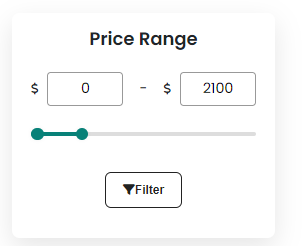 Price Range
$ 0 - $ 2100
Filter